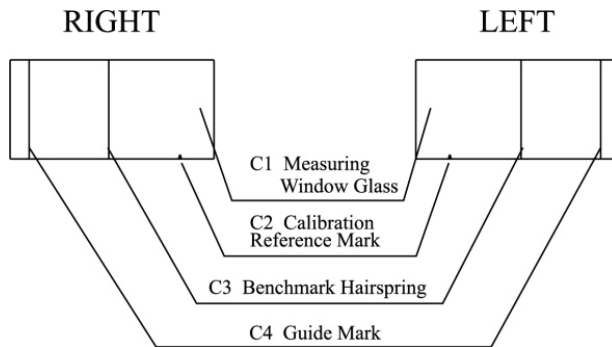 RIGHT
LEFT
C1 Measuring
Window Glass
C2 Calibration
Reference Mark
C3 Benchmark Hairspring
C4 Guide Mark